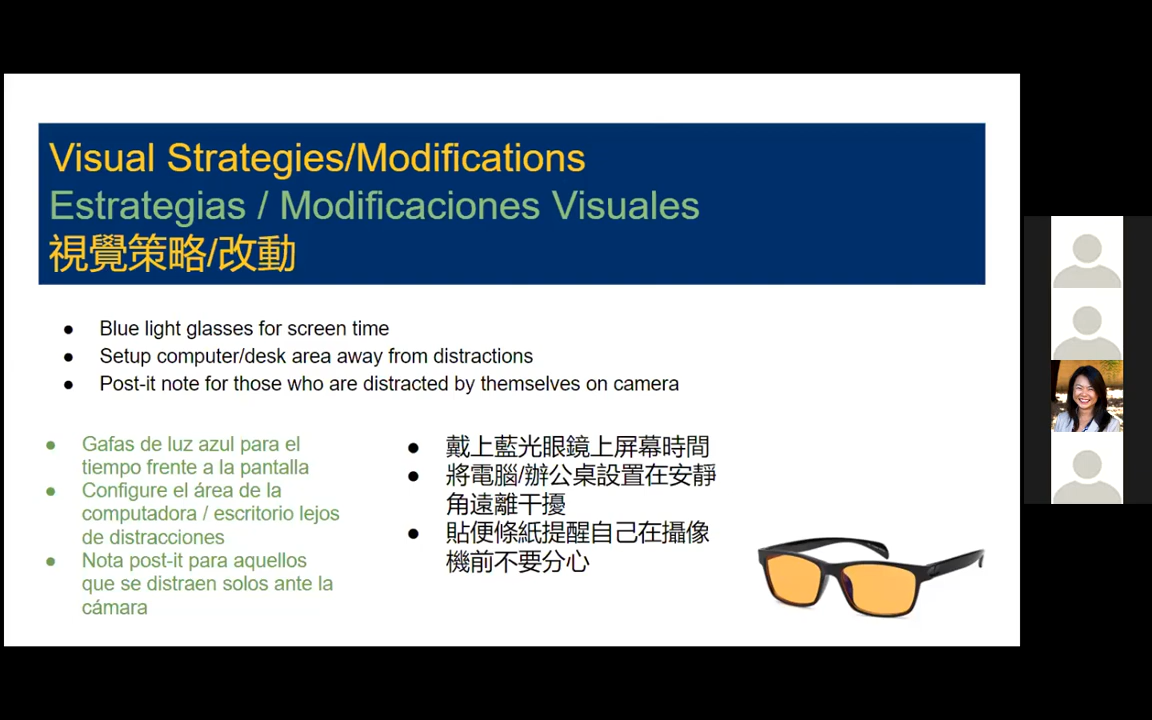 Visual Strategies/Modifications
Estrategias / Modificaciones Visuales
視覺策略/改動
● Blue light glasses for screen time
● Setup computer/desk area away from distractions
● Post-it note for those who are distracted by themselves on camera
● Gafas de luz azul para el
tiempo frente a la pantalla
● Configure el área de la
computadora / escritorio lejos
de distracciones
● Nota post-it para aquellos
que se distraen solos ante la
cámara
● 戴上藍光眼鏡上屏幕時間
● 將電腦/辦公桌設置在安靜
角遠離干擾
● 貼便條紙提醒自己在攝像
機前不要分心